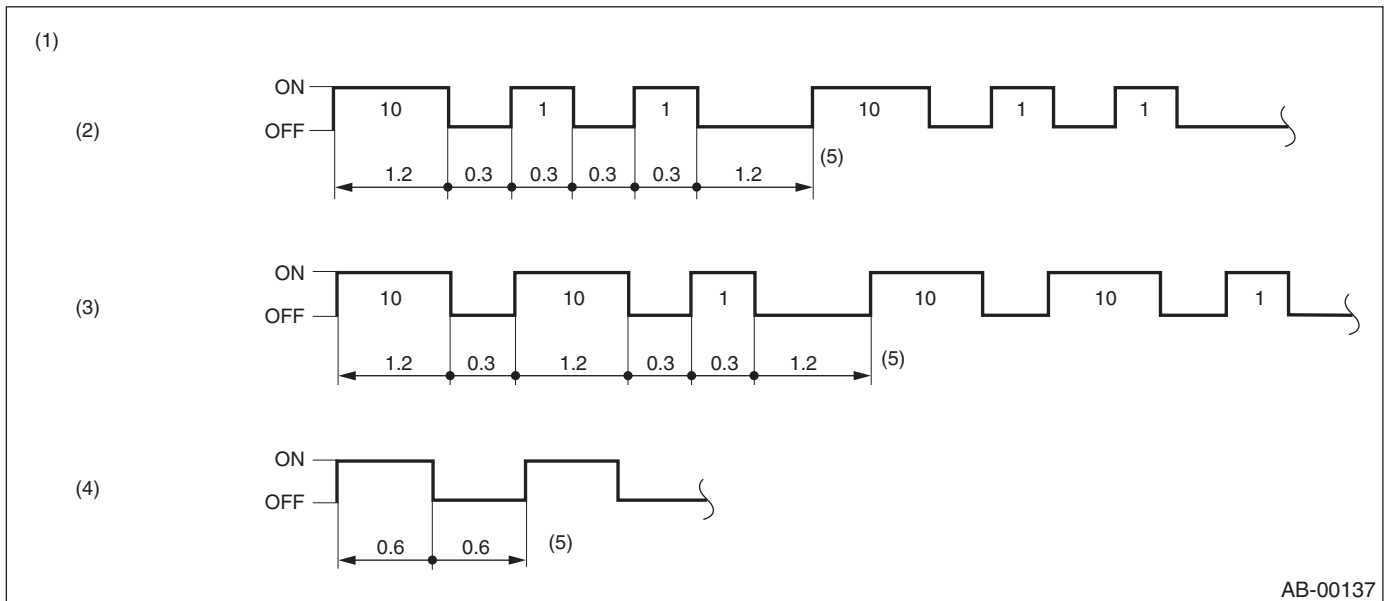 (1)
ON
10 1 1 10 1 1
(2)
OFF
(5)
1.2 0.3 0.3 0.3 0.3 1.2
ON
10 10 1 10 10 1
(3)
OFF
(5)
1.2 0.3 1.2 0.3 0.3 1.2
ON
(4)
OFF
0.6 0.6 (5)
AB-00137